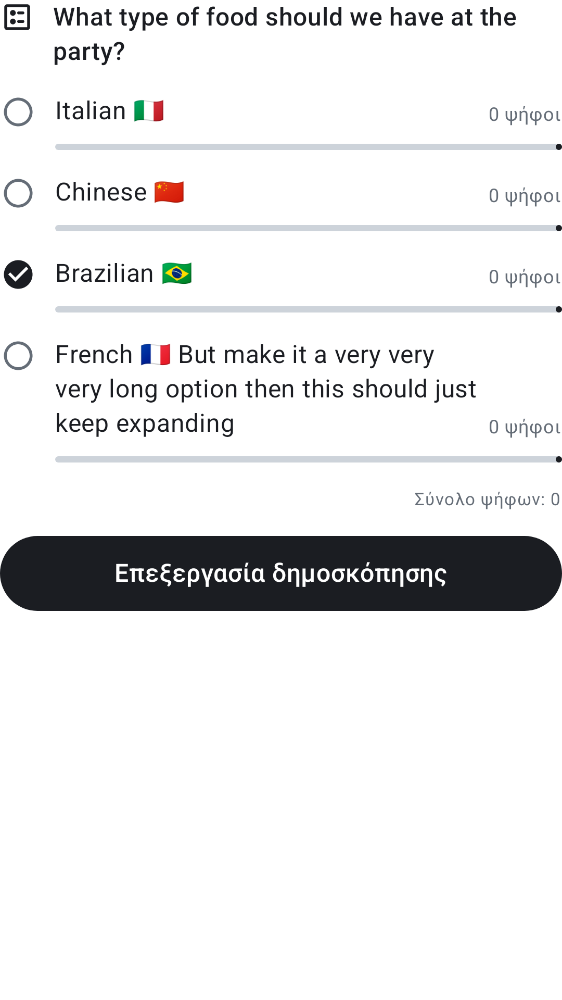 What type of food should we have at the
party?
Italian 🇮🇹
0 ψήφοι
Chinese 🇨🇳
0 ψήφοι
Brazilian 🇧🇷
0 ψήφοι
French 🇫🇷 But make it a very very
very long option then this should just
keep expanding
0 ψήφοι
Σύνολο ψήφων: 0
Επεξεργασία δημοσκόπησης